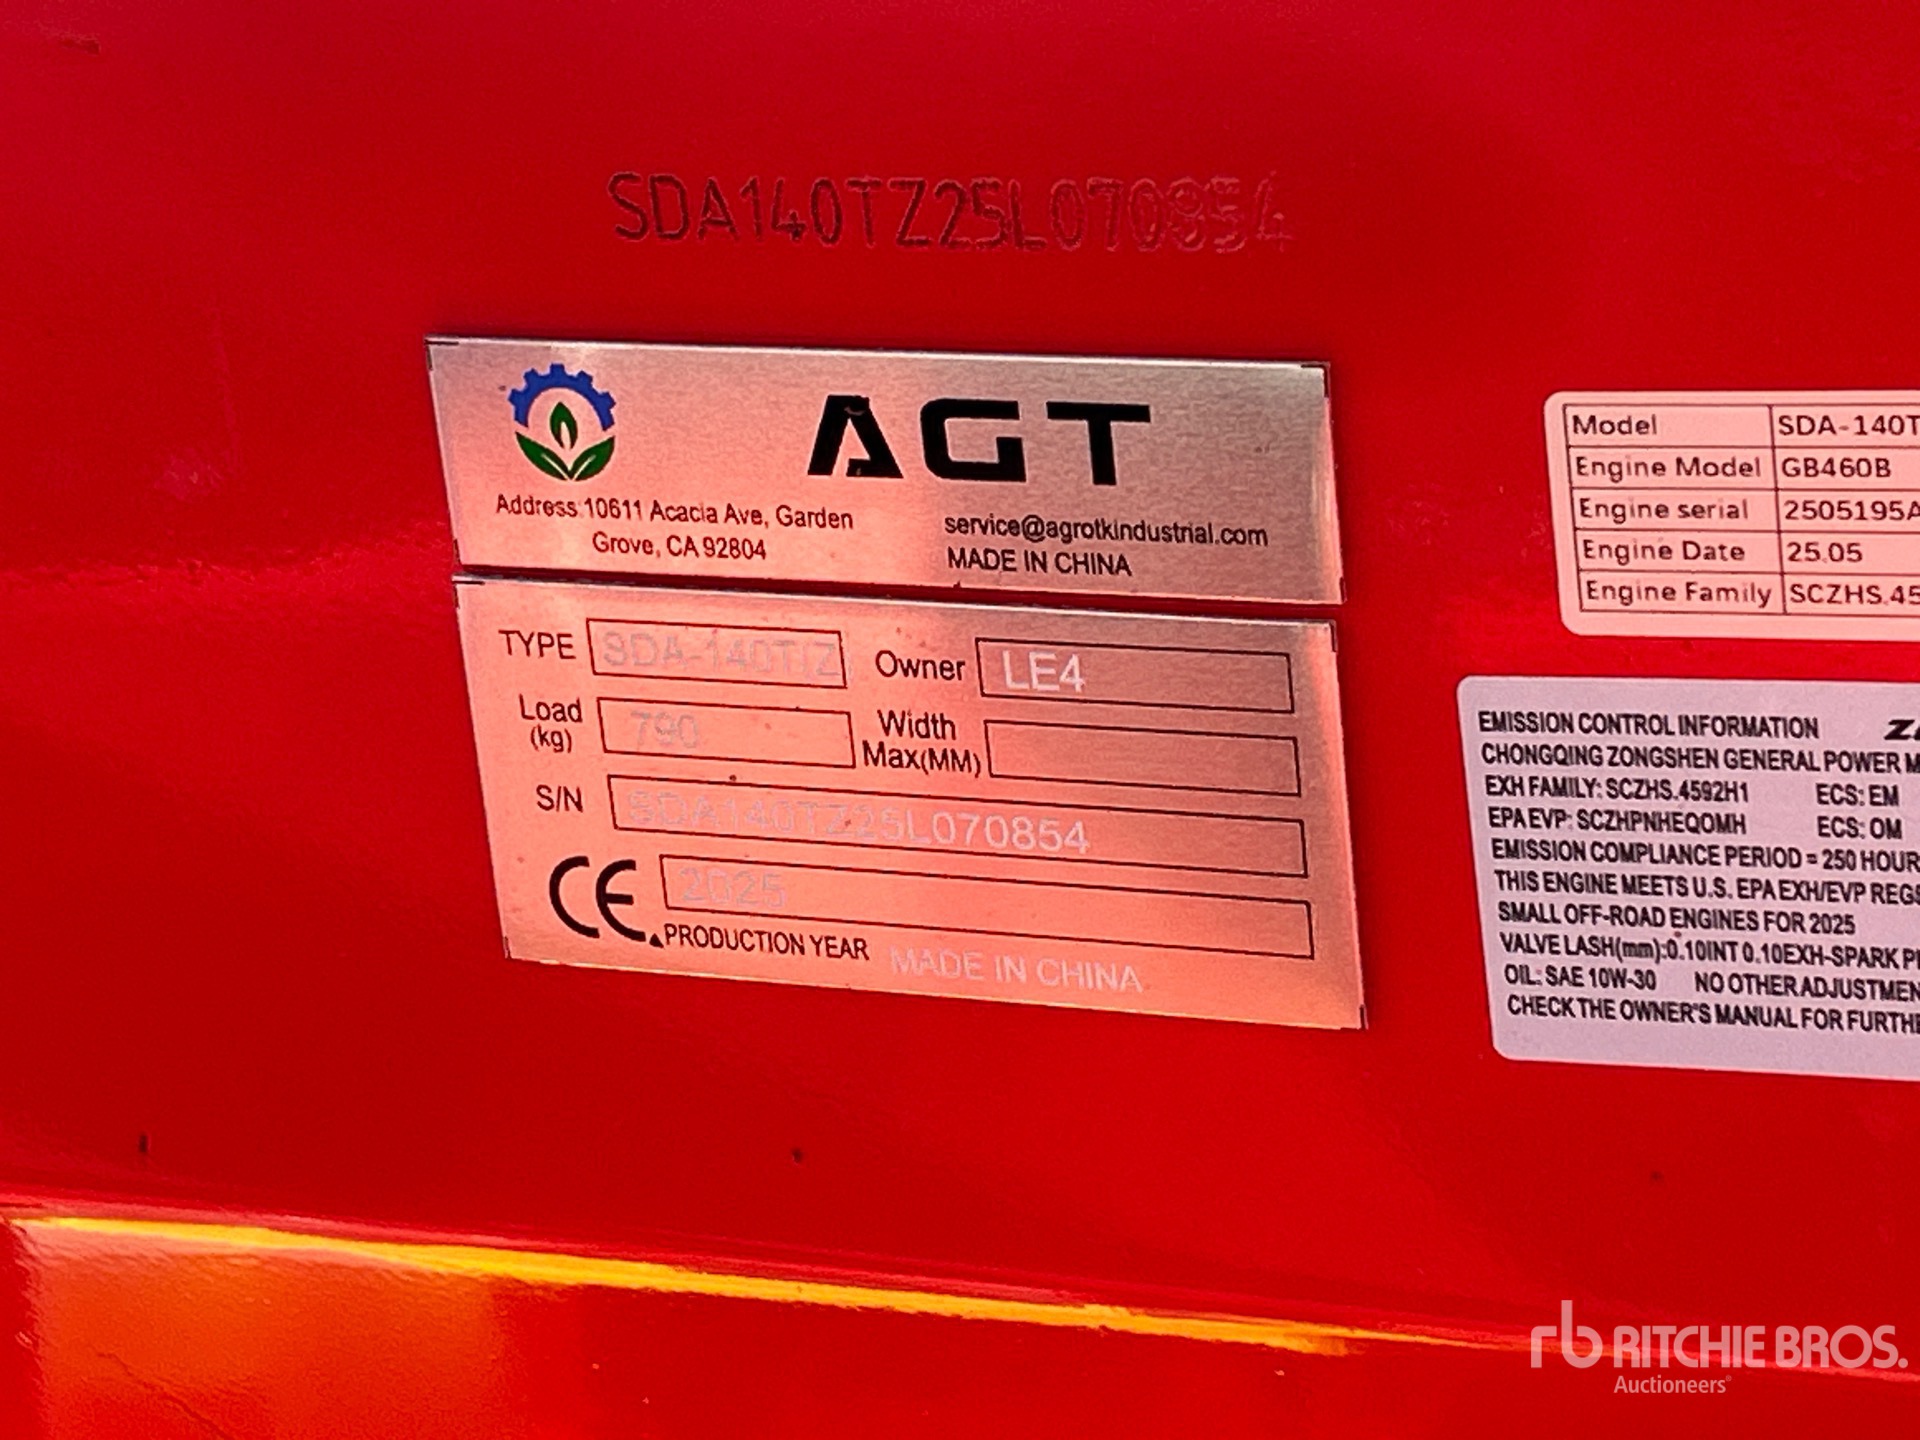 SDA140TZ25L070854
AGT
Address:10611 Acacia Ave, Garden
Grove, CA 92804
service@agrotkindustrial.com
MADE IN CHINA
TYPE SDA-140T/Z Owner LE4
Load
(kg) 790 Width
Max(MM)
S/N SDA140TZ25L070854
CE 2025
PRODUCTION YEAR MADE IN CHINA
Model SDA-140T
Engine Model GB460B
Engine serial 2505195A
Engine Date 25.05
Engine Family SCZHS.45
EMISSION CONTROL INFORMATION
CHONGQING ZONGSHEN GENERAL POWER M
EXH FAMILY: SCZHS.4592H1 ECS: EM
EPA EVP: SCZHPNHEQOMH ECS: OM
EMISSION COMPLIANCE PERIOD = 250 HOUR
THIS ENGINE MEETS U.S. EPA EXH/EVP REGS
SMALL OFF-ROAD ENGINES FOR 2025
VALVE LASH(mm):0.10INT 0.10EXH-SPARK P
OIL: SAE 10W-30 NO OTHER ADJUSTMEN
CHECK THE OWNER'S MANUAL FOR FURTHE
rb RITCHIE BROS.
Auctioneers